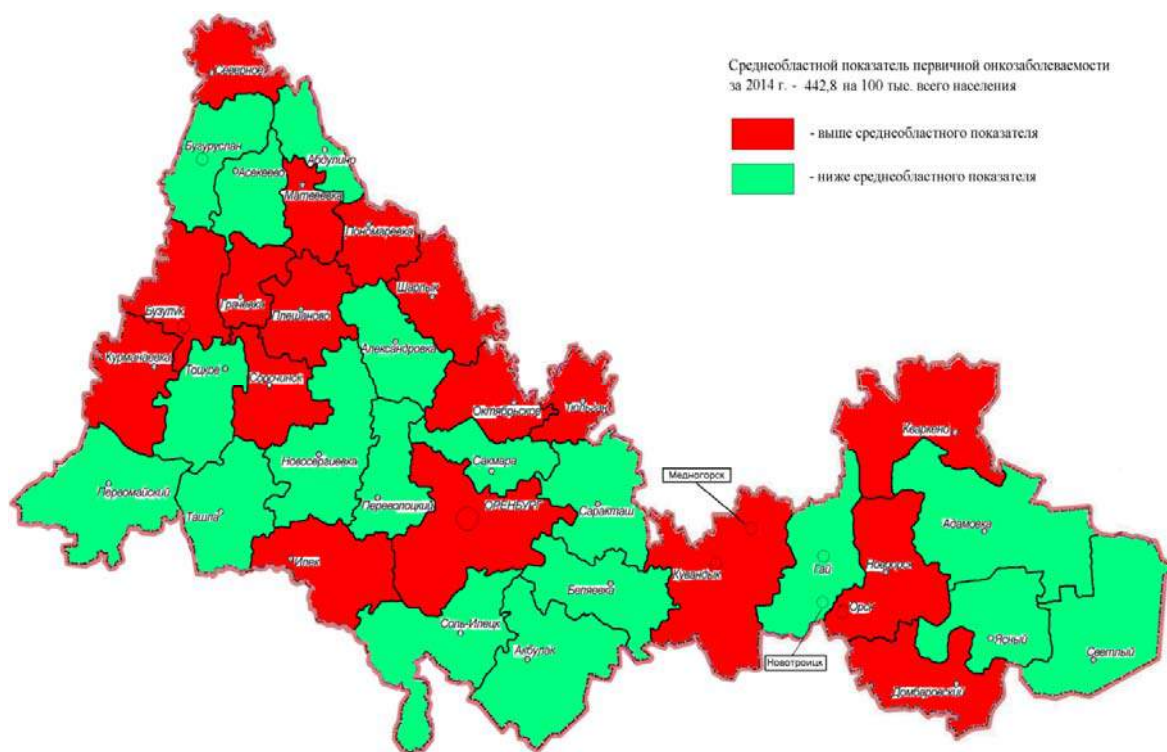 Среднеобластной показатель первичной онкозаболеваемости
за 2014 г. - 442,8 на 100 тыс. всего населения
- выше среднеобластного показателя
- ниже среднеобластного показателя
Северное
Бугуруслан
Абдулино
Асекеево
Матвеевка
Пономаревка
Шарлык
Бузулук
Грачевка
Плешаново
Александровка
Курманаевка
Тоцкое
Сорочинск
Октябрьское
Тюльган
Кваркено
Новосергиевка
Сакмара
Медногорск
Первомайский
Ташла
Переволоцкий
ОРЕНБУРГ
Саракташ
Адамовка
Илек
Беляевка
Кувандык
Гай
Новоорск
Орск
Соль-Илецк
Акбулак
Новотроицк
Ясный
Светлый
Домбаровский